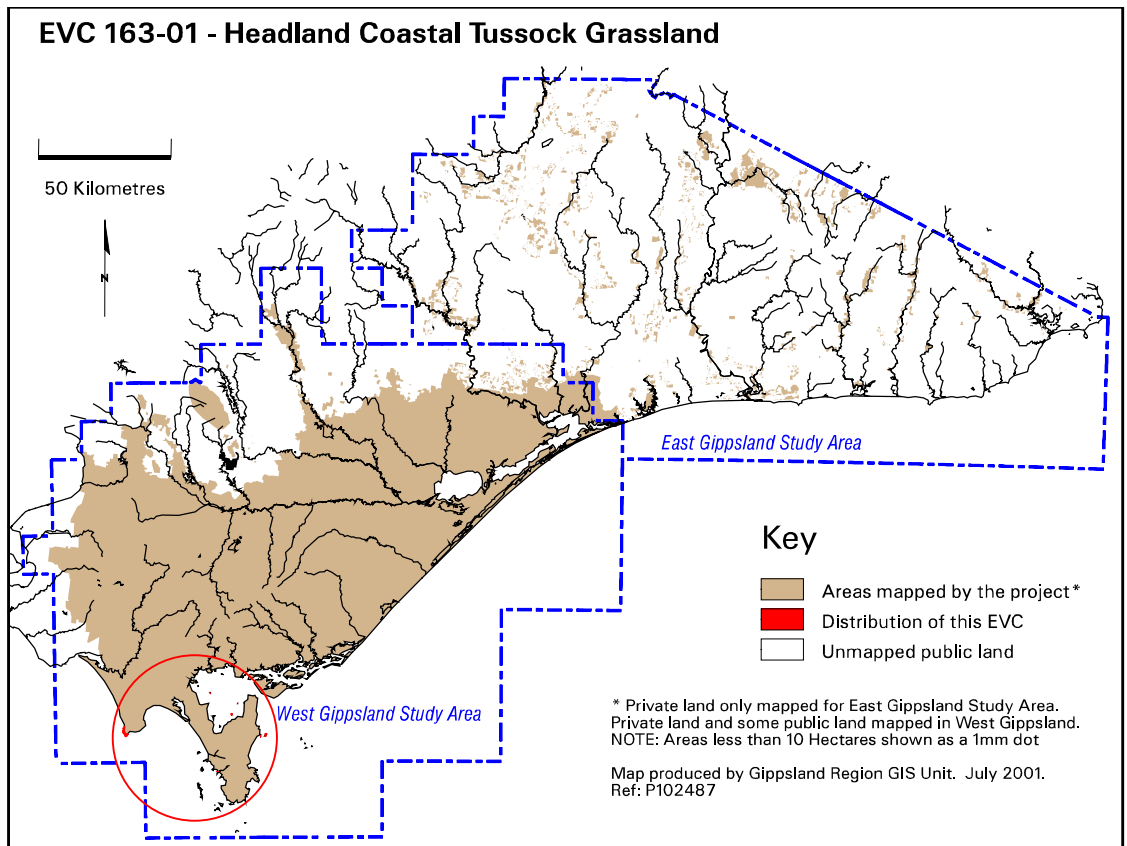 EVC 163-01 - Headland Coastal Tussock Grassland
50 Kilometres
N
East Gippsland Study Area
West Gippsland Study Area
Key
Areas mapped by the project*
Distribution of this EVC
Unmapped public land
* Private land only mapped for East Gippsland Study Area.
Private land and some public land mapped in West Gippsland.
NOTE: Areas less than 10 Hectares shown as a 1mm dot
Map produced by Gippsland Region GIS Unit. July 2001.
Ref: P102487